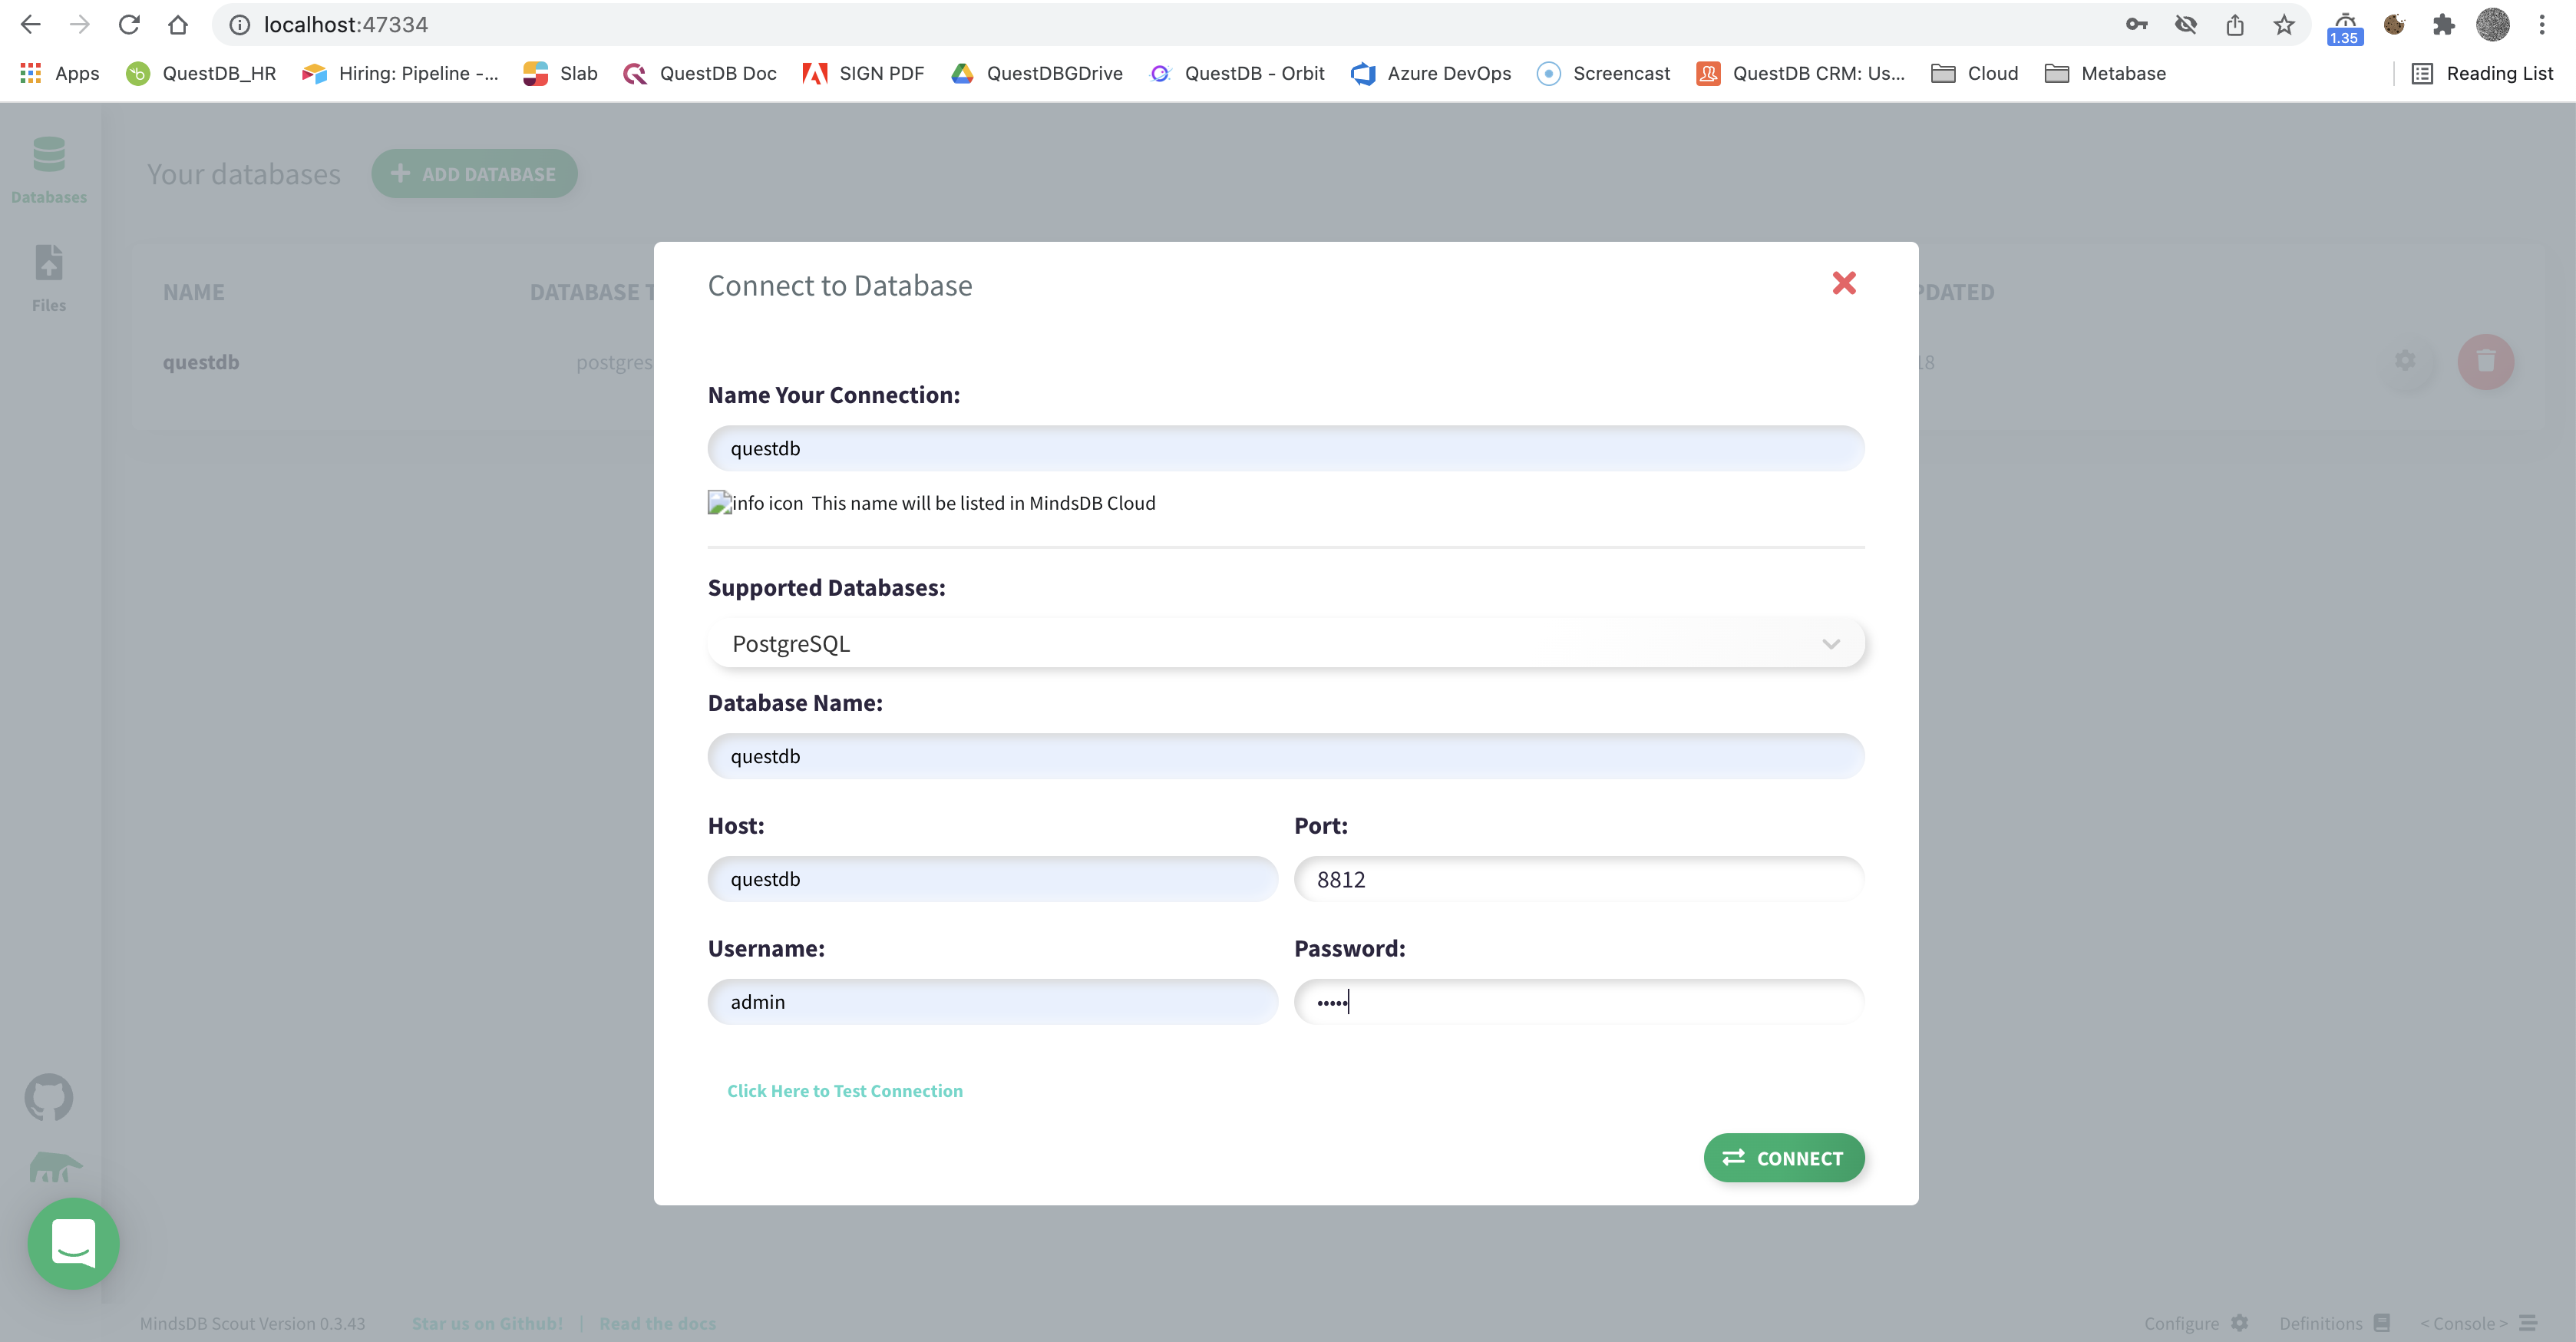 localhost:47334
1.35
Apps QuestDB_HR Hiring: Pipeline -... Slab QuestDB Doc SIGN PDF QuestDBGDrive QuestDB - Orbit Azure DevOps Screencast QuestDB CRM: Us... Cloud Metabase Reading List
Databases
Files
Your databases ADD DATABASE
NAME DATABASE T PDATED
questdb postgres 18
Connect to Database
Name Your Connection:
questdb
info icon This name will be listed in MindsDB Cloud
Supported Databases:
PostgreSQL
Database Name:
questdb
Host: Port:
questdb 8812
Username: Password:
admin •••••
Click Here to Test Connection
CONNECT
MindsDB Scout Version 0.3.43 Star us on Github! | Read the docs Configure Definitions < Console >